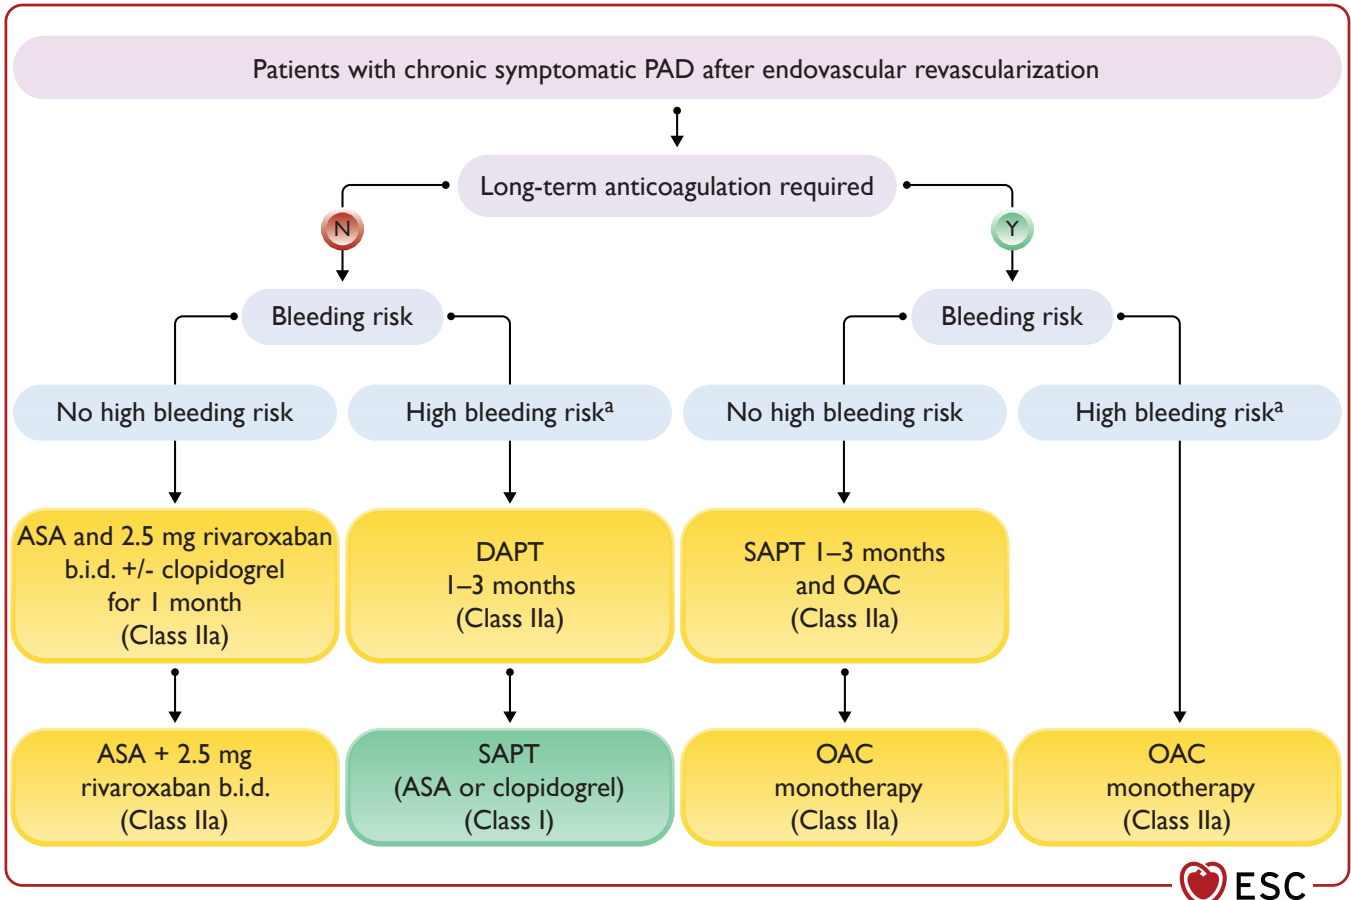 Patients with chronic symptomatic PAD after endovascular revascularization
Long-term anticoagulation required
N
Y
Bleeding risk
Bleeding risk
No high bleeding risk
High bleeding riskª
No high bleeding risk
High bleeding riskª
ASA and 2.5 mg rivaroxaban
b.i.d. +/- clopidogrel
for 1 month
(Class IIa)
DAPT
1–3 months
(Class IIa)
SAPT 1–3 months
and OAC
(Class IIa)
ASA + 2.5 mg
rivaroxaban b.i.d.
(Class IIa)
SAPT
(ASA or clopidogrel)
(Class I)
OAC
monotherapy
(Class IIa)
OAC
monotherapy
(Class IIa)
ESC